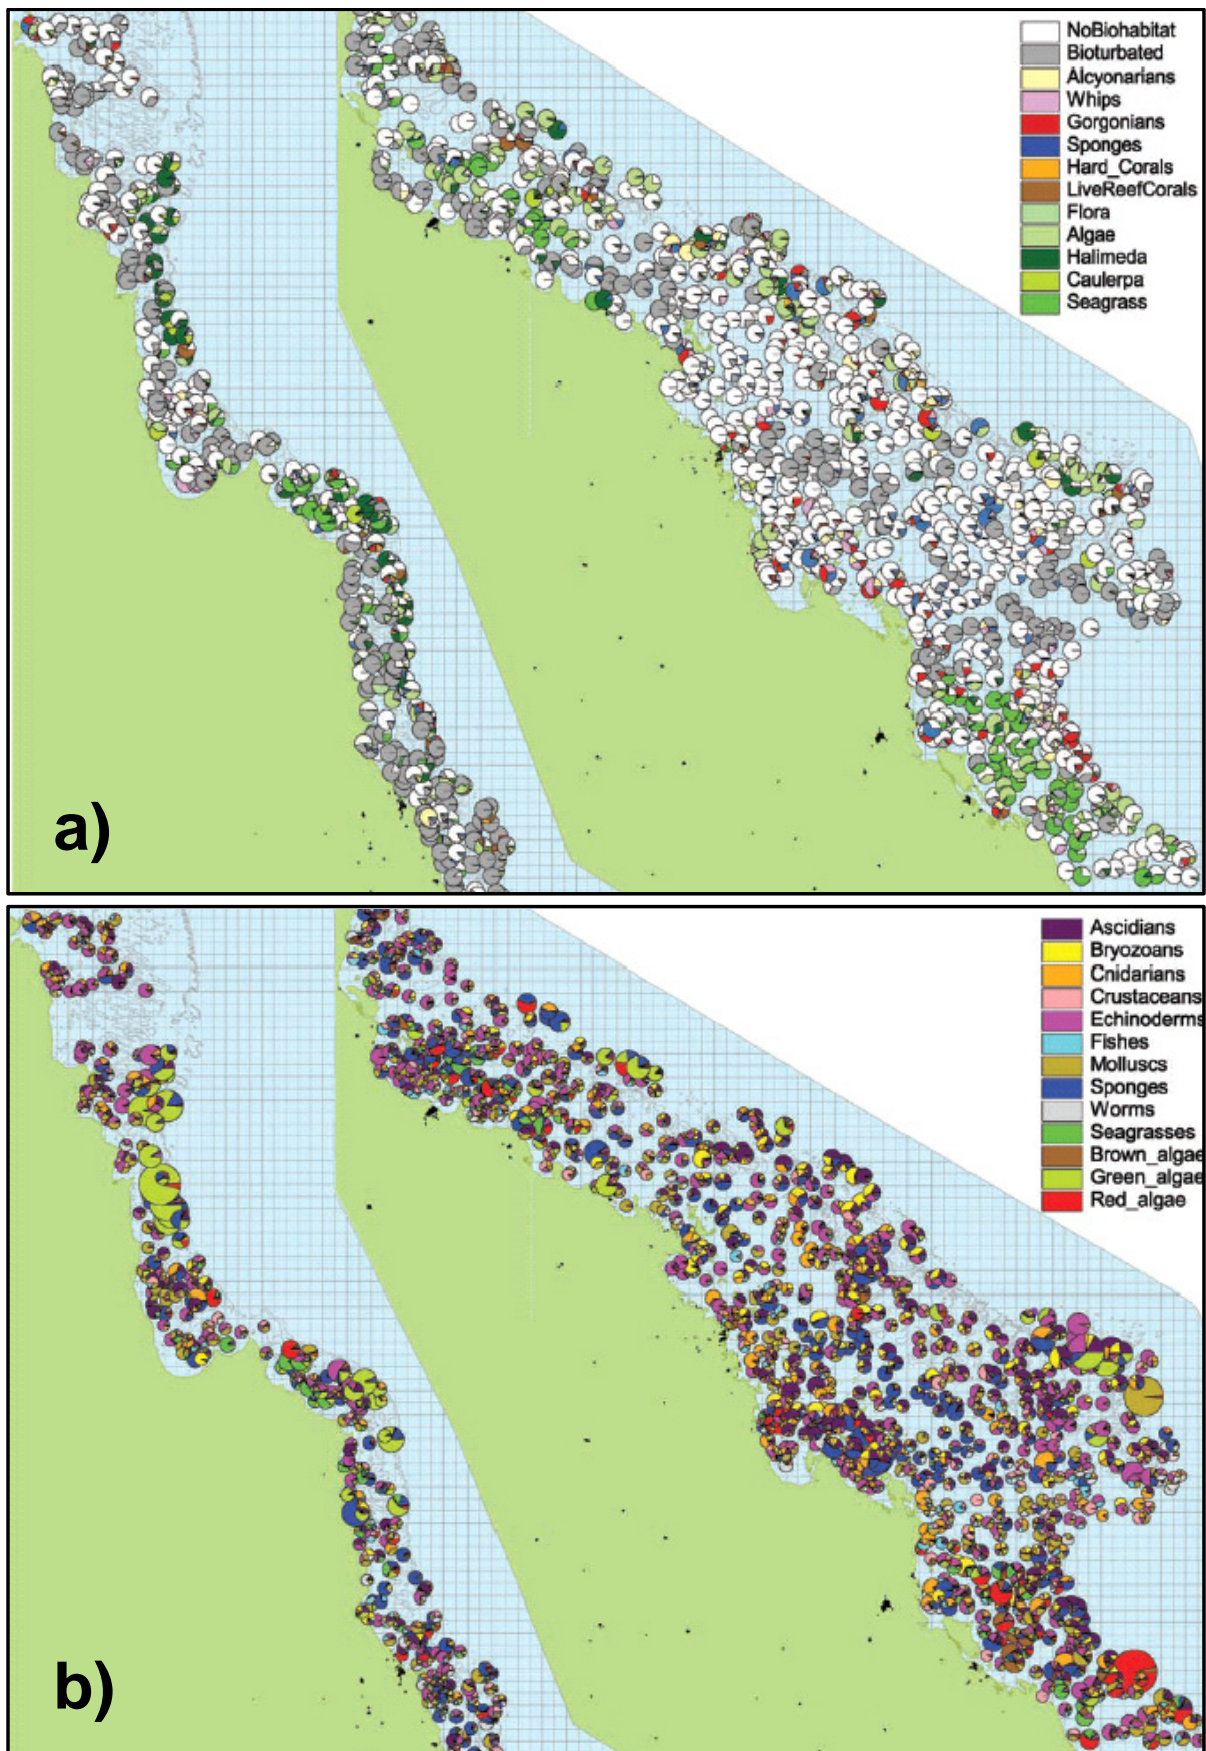 NoBiohabitat
Bioturbated
Alcyonarians
Whips
Gorgonians
Sponges
Hard_Corals
LiveReefCorals
Flora
Algae
Halimeda
Caulerpa
Seagrass
a)
Ascidians
Bryozoans
Cnidarians
Crustaceans
Echinoderms
Fishes
Molluscs
Sponges
Worms
Seagrasses
Brown_algae
Green_algae
Red_algae
b)